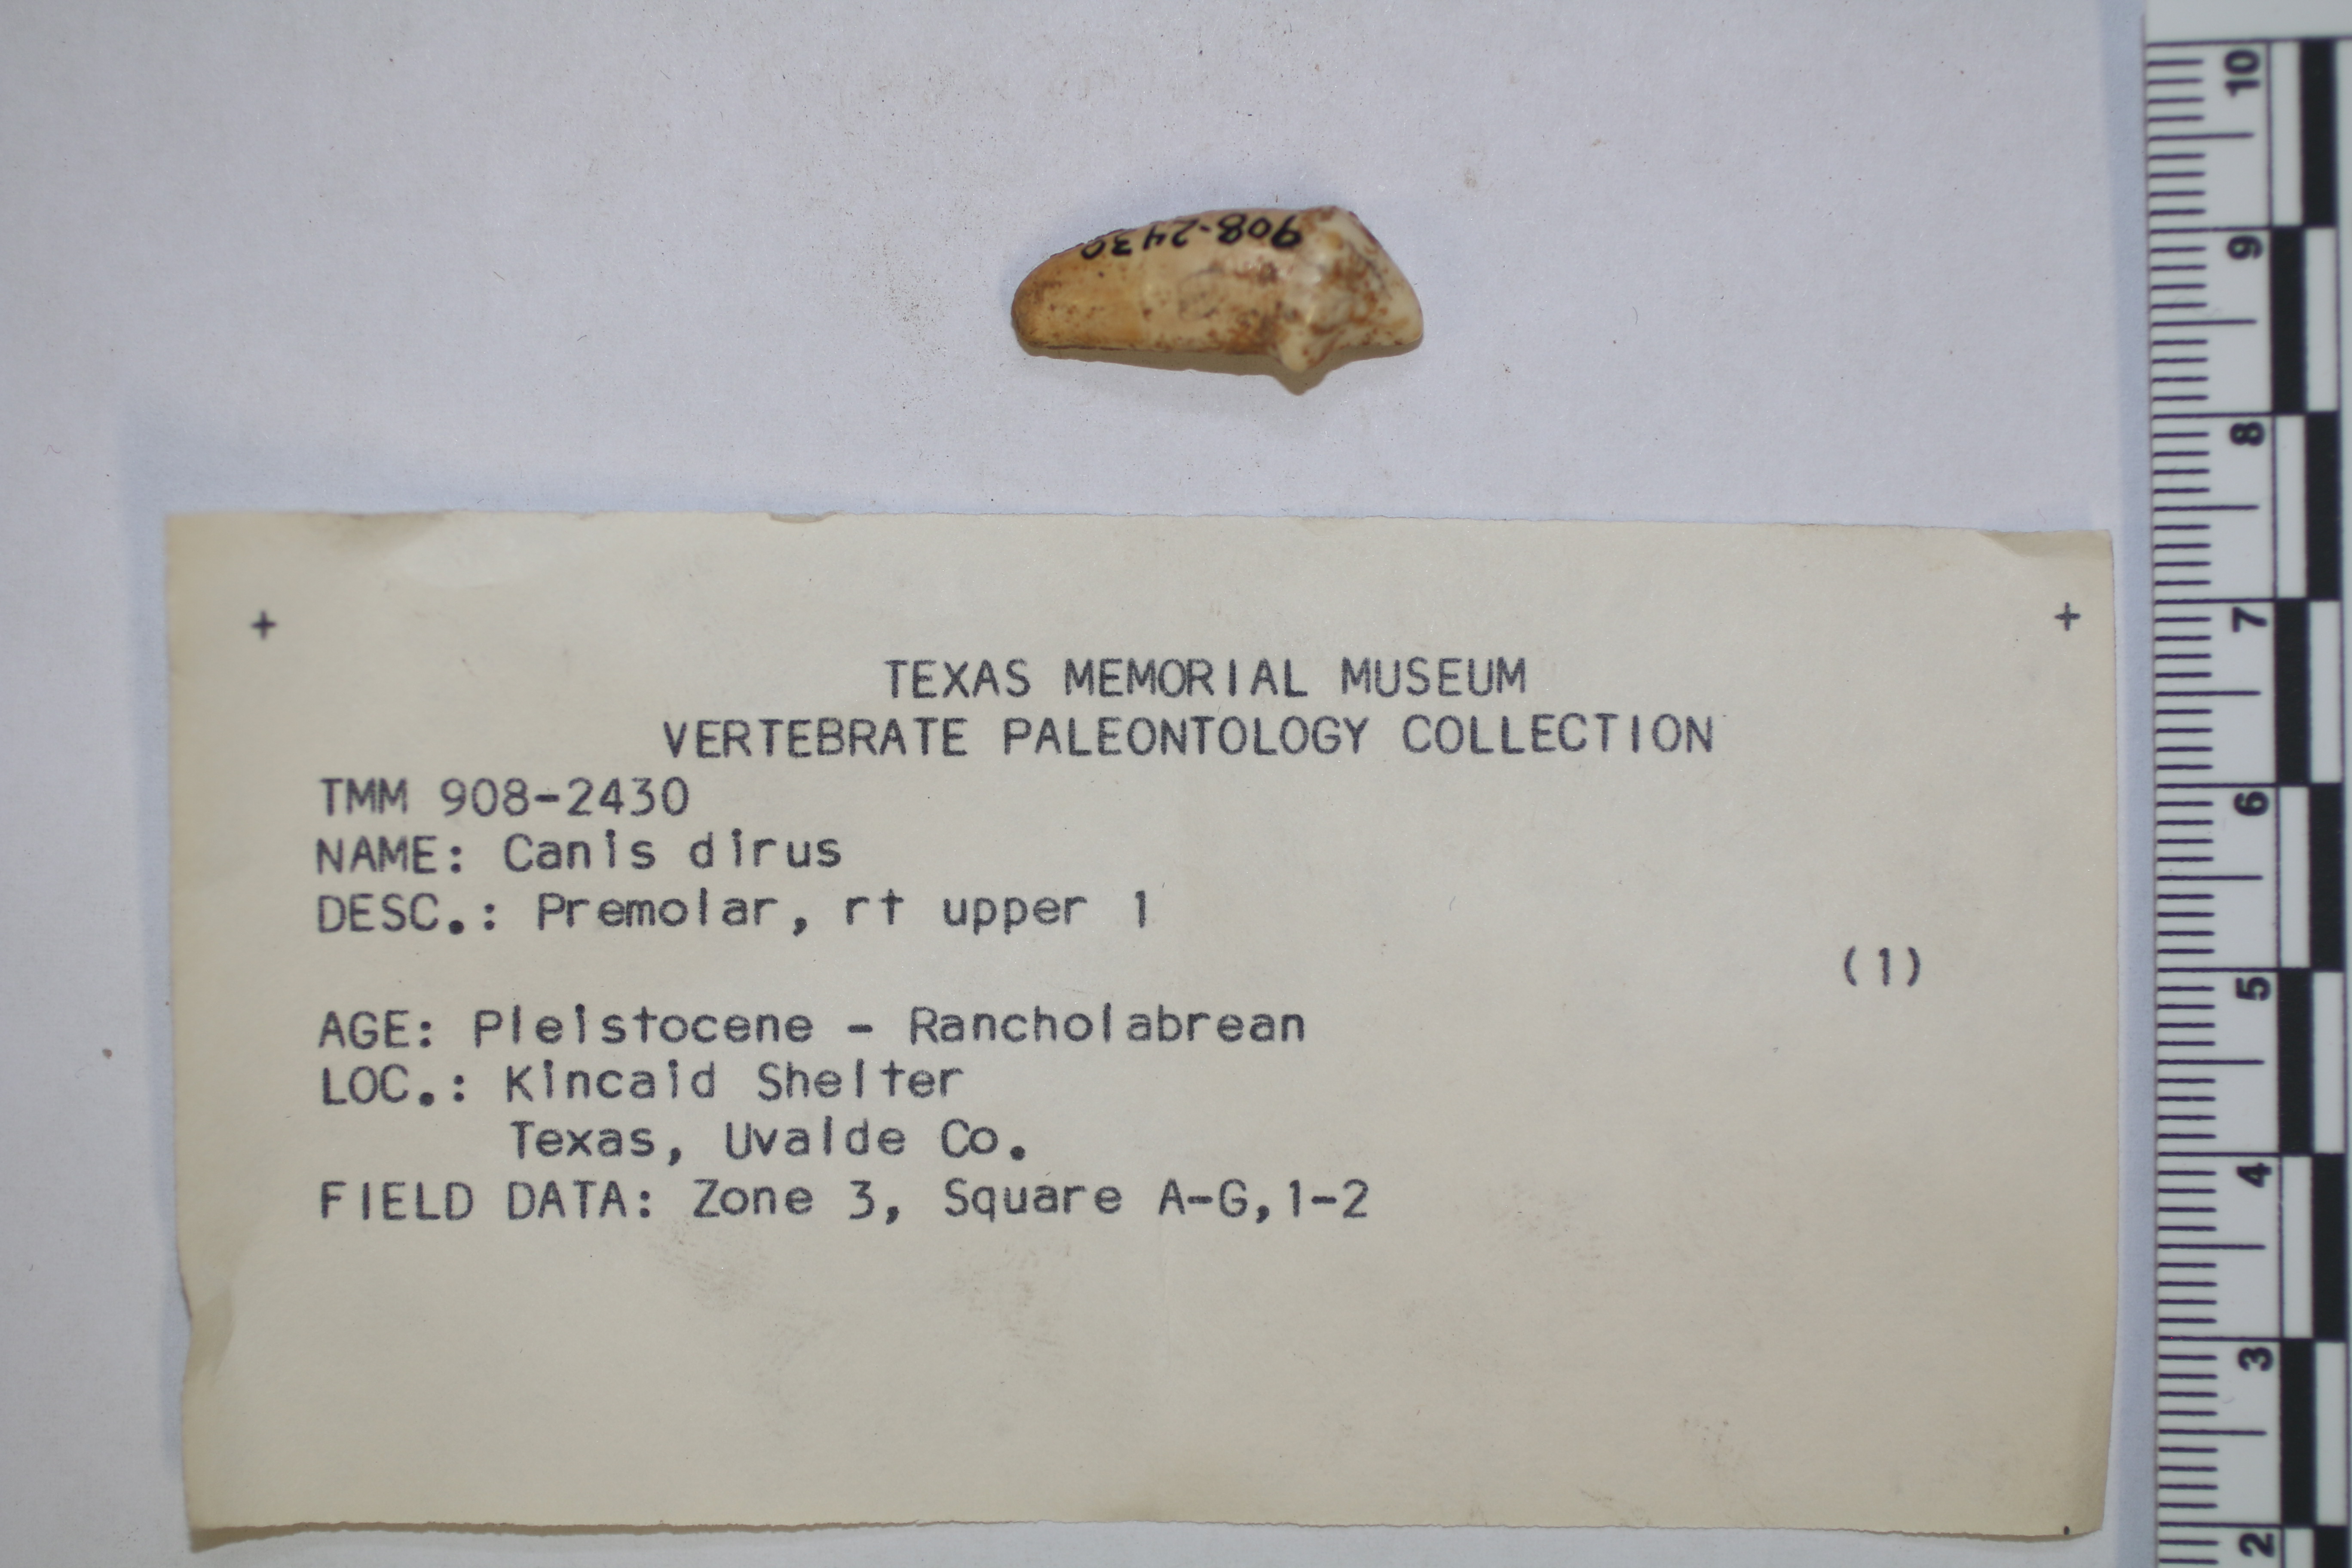 908-2430
+ +
TEXAS MEMORIAL MUSEUM
VERTEBRATE PALEONTOLOGY COLLECTION
TMM 908-2430
NAME: Canis dirus
DESC.: Premolar, rt upper 1
(1)
AGE: Pleistocene - Rancholabrean
LOC.: Kincaid Shelter
Texas, Uvalde Co.
FIELD DATA: Zone 3, Square A-G,1-2
10
9
8
7
6
5
4
3
2